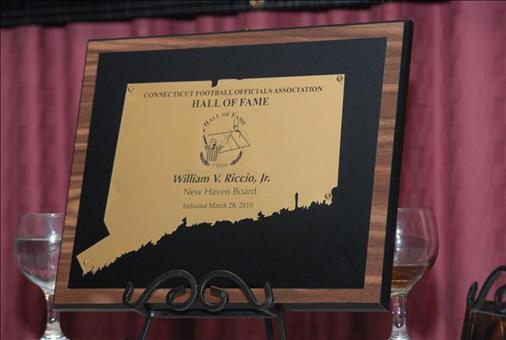 CONNECTICUT FOOTBALL OFFICIALS ASSOCIATION
HALL OF FAME
HALL OF FAME
CFOA
William V. Riccio, Jr.
New Haven Board
Inducted March 28, 2010